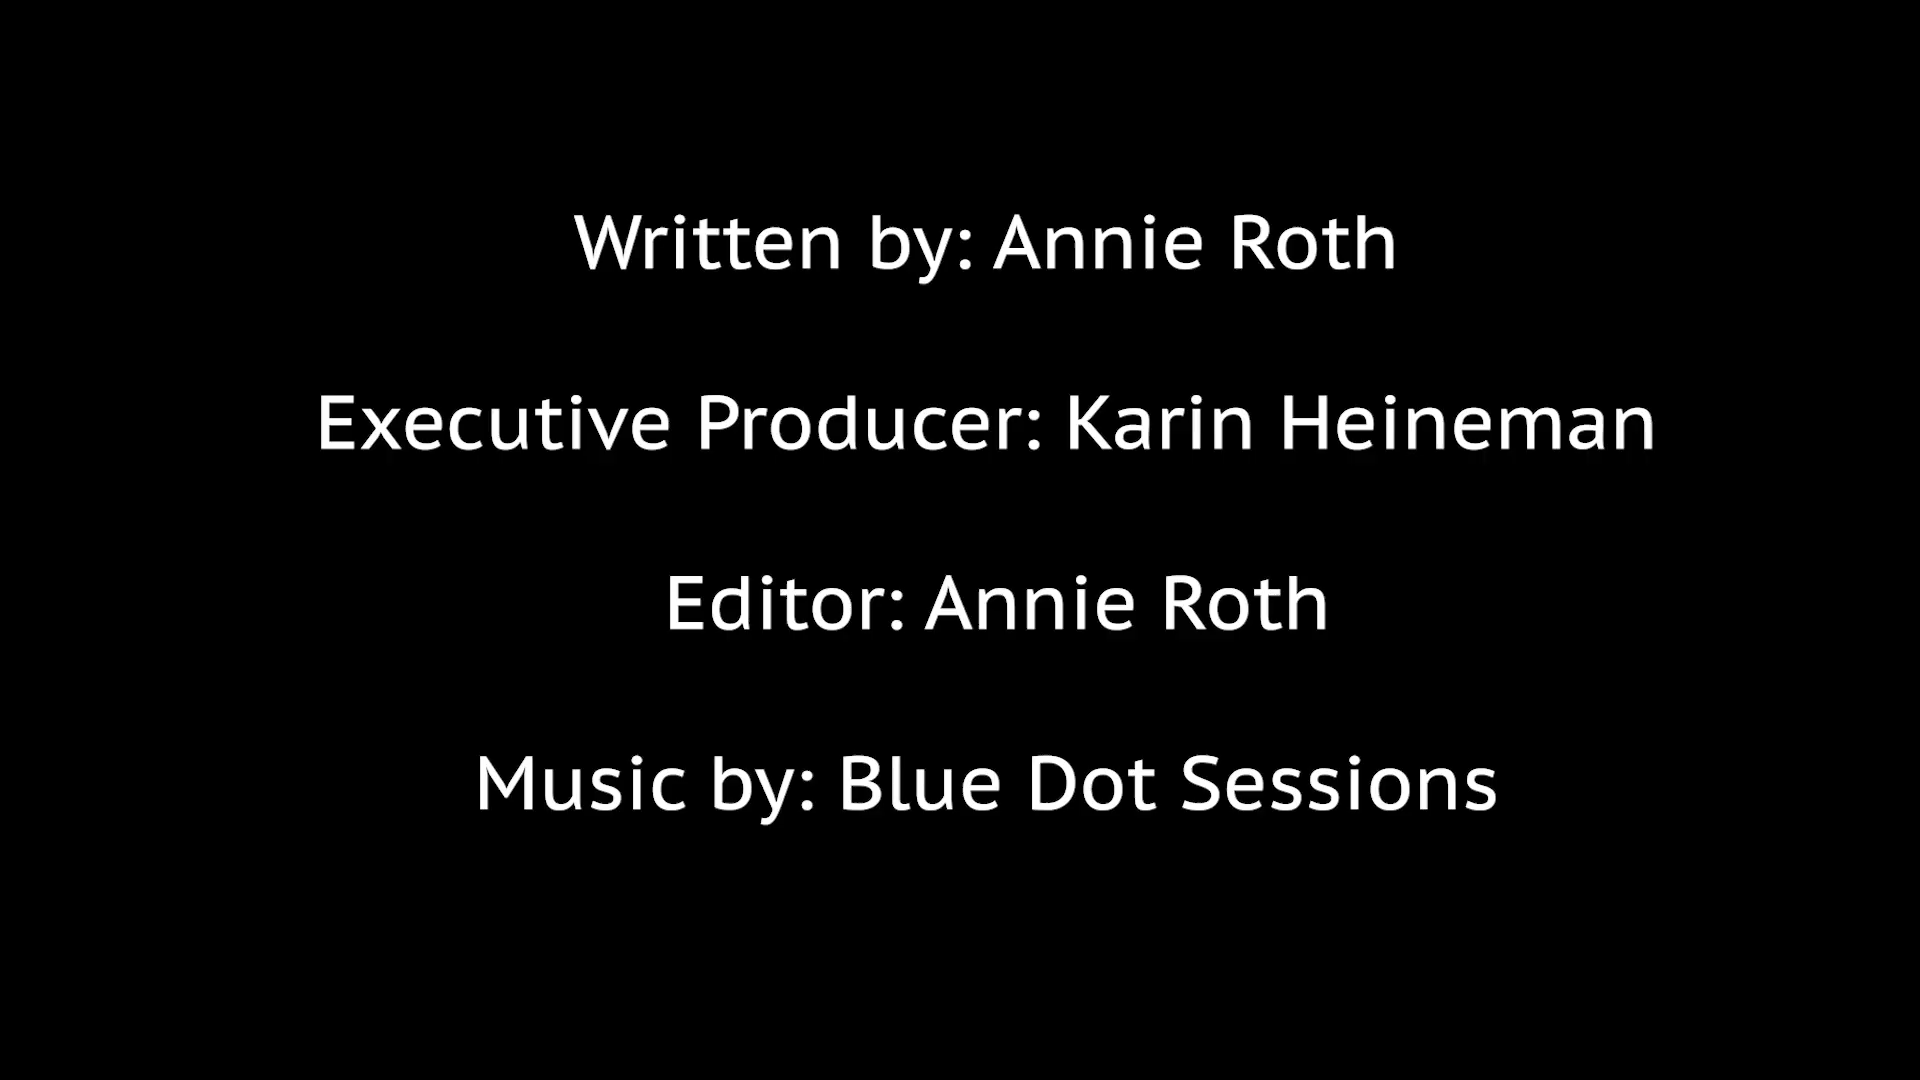 Written by: Annie Roth
Executive Producer: Karin Heineman
Editor: Annie Roth
Music by: Blue Dot Sessions